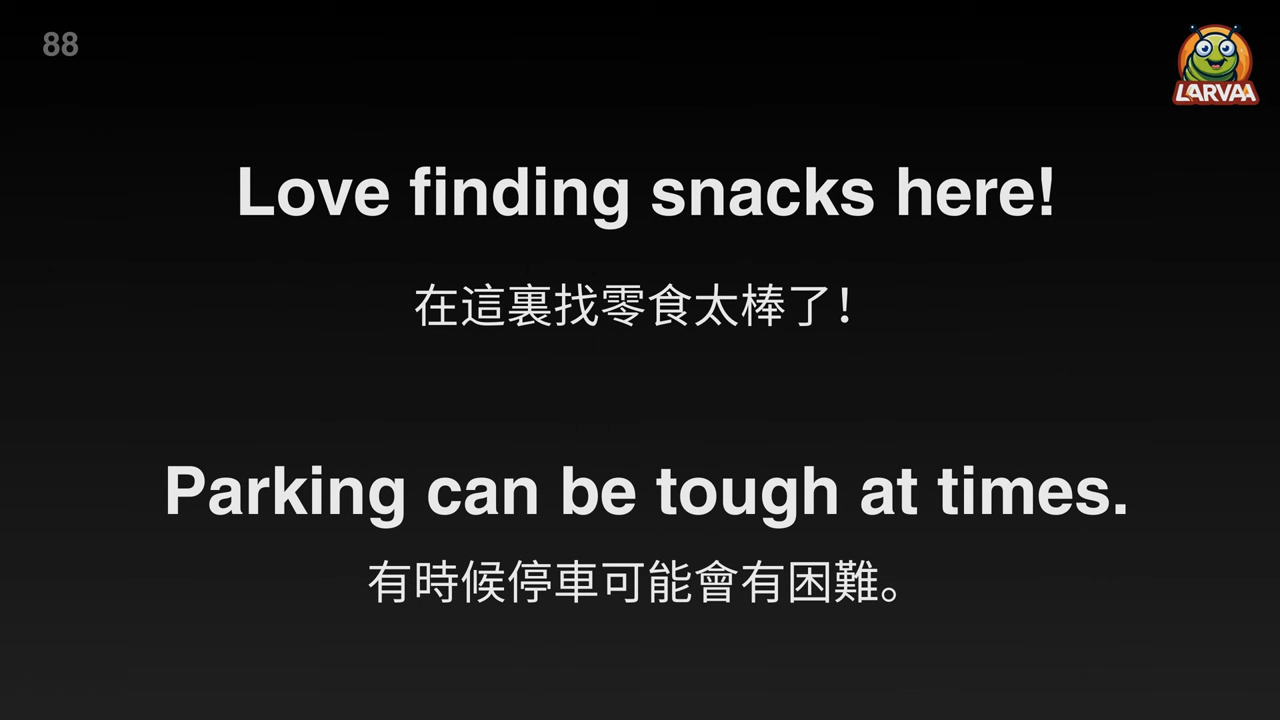 88
LARVAA
Love finding snacks here!
在這裏找零食太棒了！
Parking can be tough at times.
有時候停車可能會有困難。